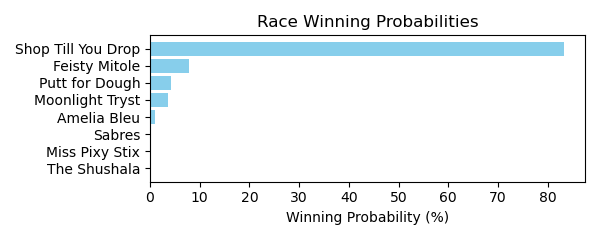 Race Winning Probabilities
Shop Till You Drop
Feisty Mitole
Putt for Dough
Moonlight Tryst
Amelia Bleu
Sabres
Miss Pixy Stix
The Shushala
0 10 20 30 40 50 60 70 80
Winning Probability (%)